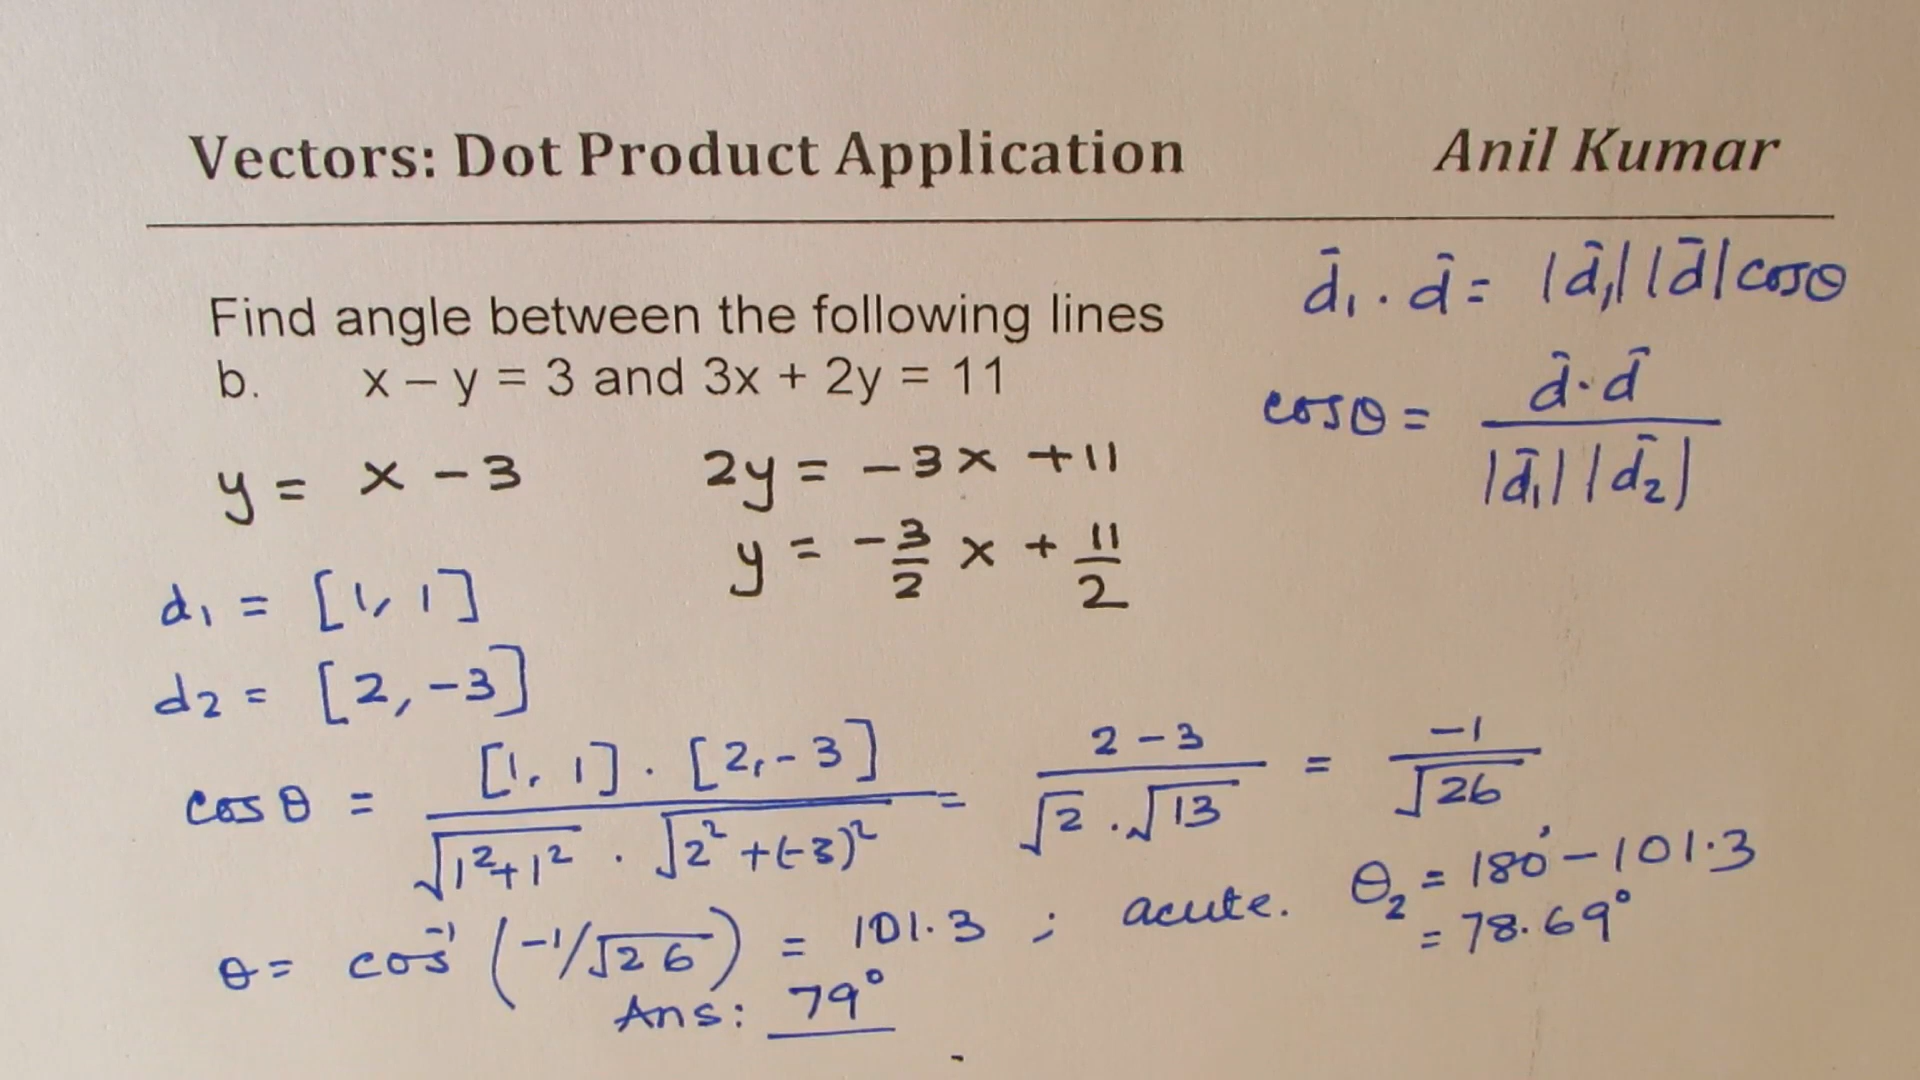 Vectors: Dot Product Application Anil Kumar
Find angle between the following lines
b. x – y = 3 and 3x + 2y = 11
d̄₁ · d̄ = |d̄₁| |d̄| cosθ
cosθ = d̄·d̄ / |d̄₁| |d̄₂|
y = x - 3
2y = -3x + 11
y = -3/2 x + 11/2
d₁ = [1, 1]
d₂ = [2, -3]
cosθ = [1, 1] · [2, -3] / √1²+1² · √2²+(-3)² = 2 - 3 / √2 · √13 = -1 / √26
θ = cos⁻¹ (-1/√26) = 101.3 ; acute. θ₂ = 180° - 101.3
= 78.69°
Ans: 79°